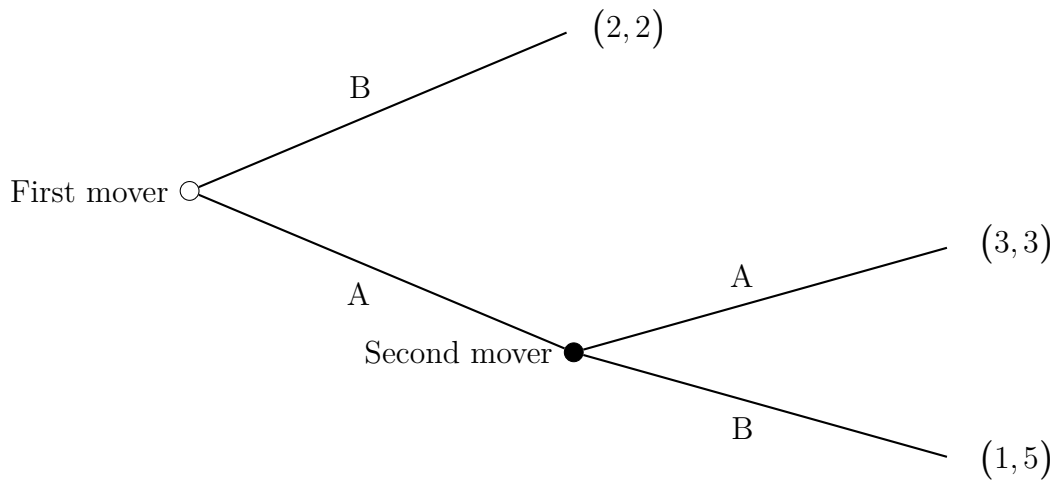 (2, 2)
B
First mover
A
(3, 3)
A
Second mover
B
(1, 5)